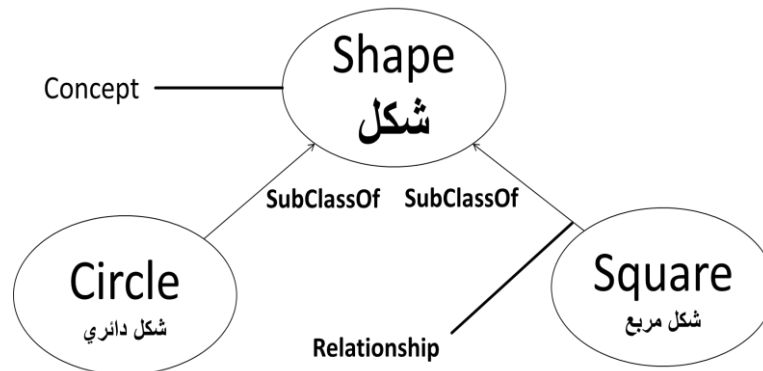 Shape
شكل
Concept
SubClassOf SubClassOf
Circle
شكل دائري
Square
شكل مربع
Relationship